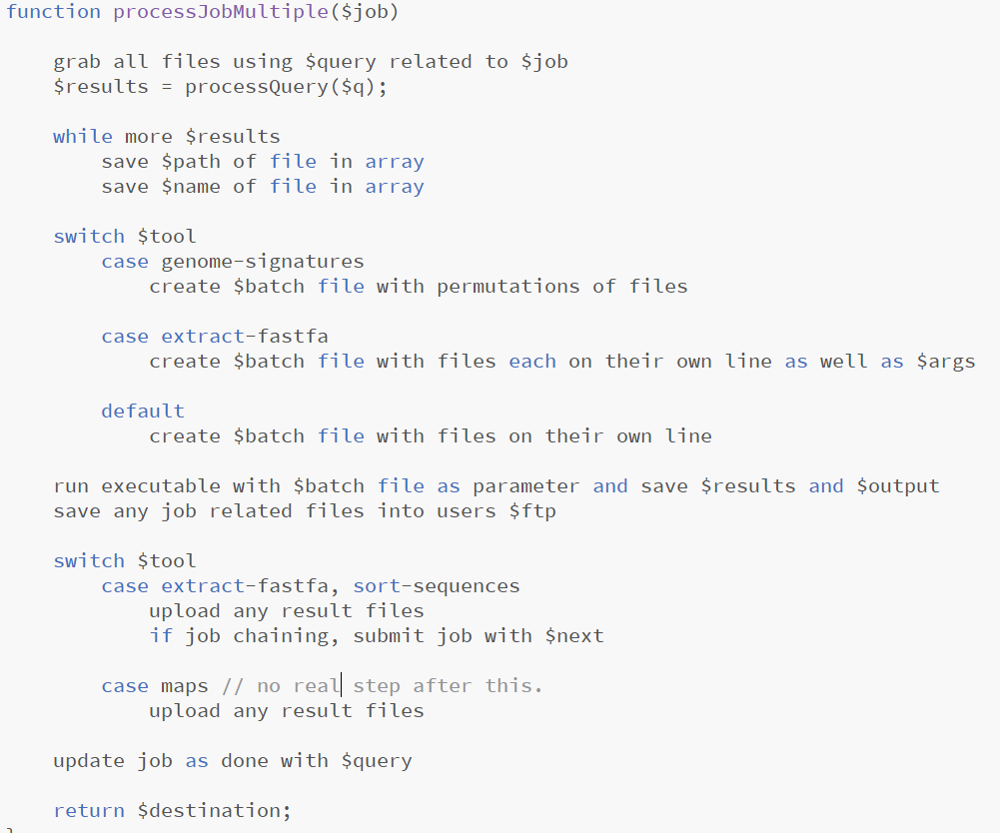 function processJobMultiple($job)
grab all files using $query related to $job
$results = processQuery($q);
while more $results
save $path of file in array
save $name of file in array
switch $tool
case genome-signatures
create $batch file with permutations of files
case extract-fastfa
create $batch file with files each on their own line as well as $args
default
create $batch file with files on their own line
run executable with $batch file as parameter and save $results and $output
save any job related files into users $ftp
switch $tool
case extract-fastfa, sort-sequences
upload any result files
if job chaining, submit job with $next
case maps // no real step after this.
upload any result files
update job as done with $query
return $destination;
}